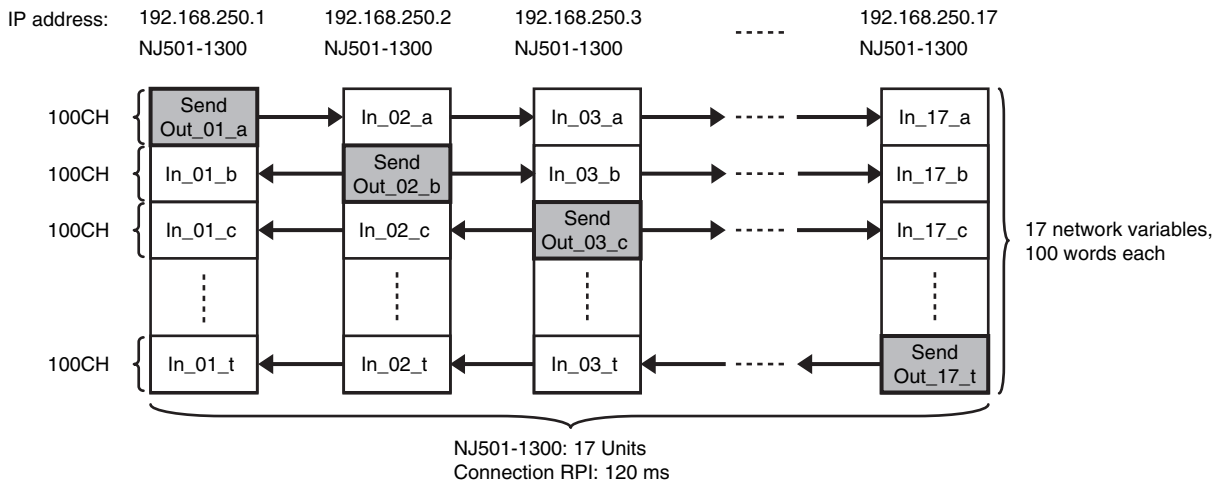 IP address: 192.168.250.1 192.168.250.2 192.168.250.3 192.168.250.17
NJ501-1300 NJ501-1300 NJ501-1300 NJ501-1300
100CH Send Out_01_a In_02_a In_03_a In_17_a
100CH In_01_b Send Out_02_b In_03_b In_17_b
100CH In_01_c In_02_c Send Out_03_c In_17_c
17 network variables,
100 words each
100CH In_01_t In_02_t In_03_t Send Out_17_t
NJ501-1300: 17 Units
Connection RPI: 120 ms